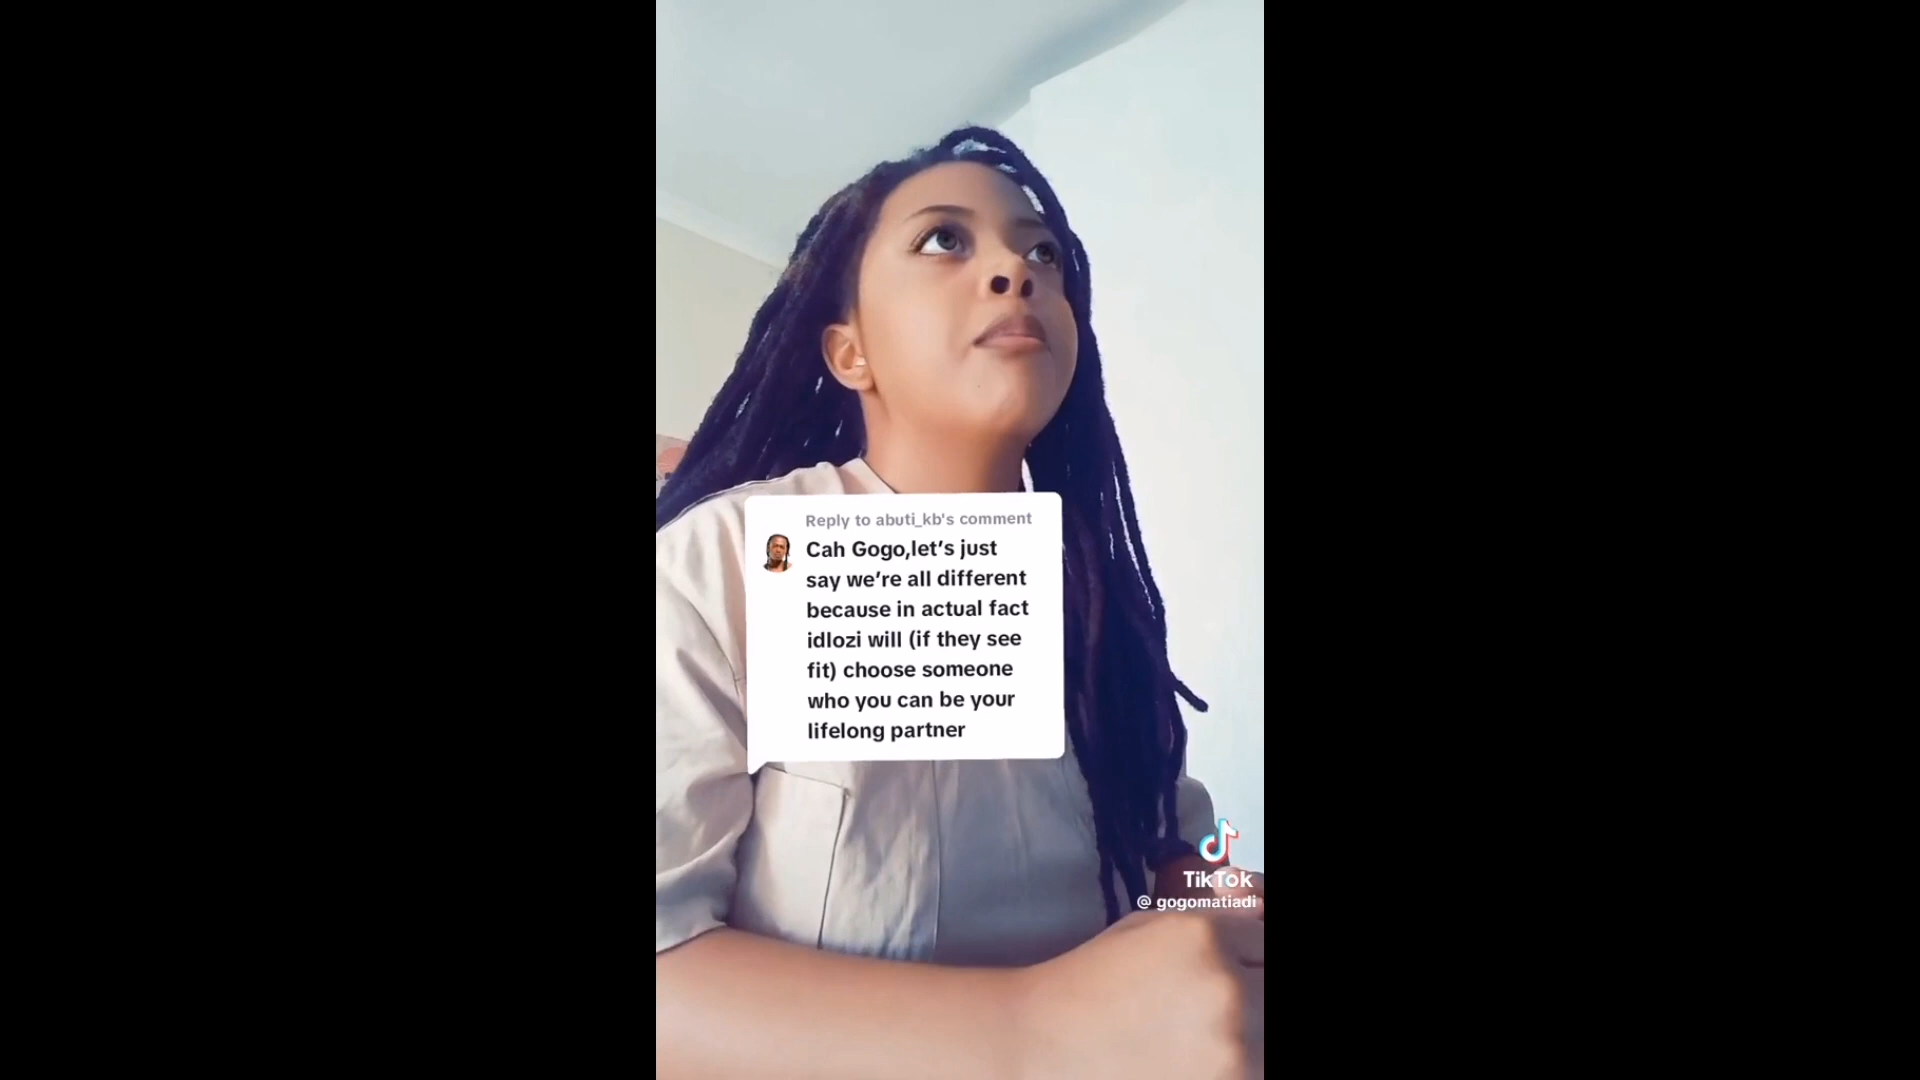 Reply to abuti_kb's comment
Cah Gogo,let’s just
say we’re all different
because in actual fact
idlozi will (if they see
fit) choose someone
who you can be your
lifelong partner
TikTok
@ gogomatiadi